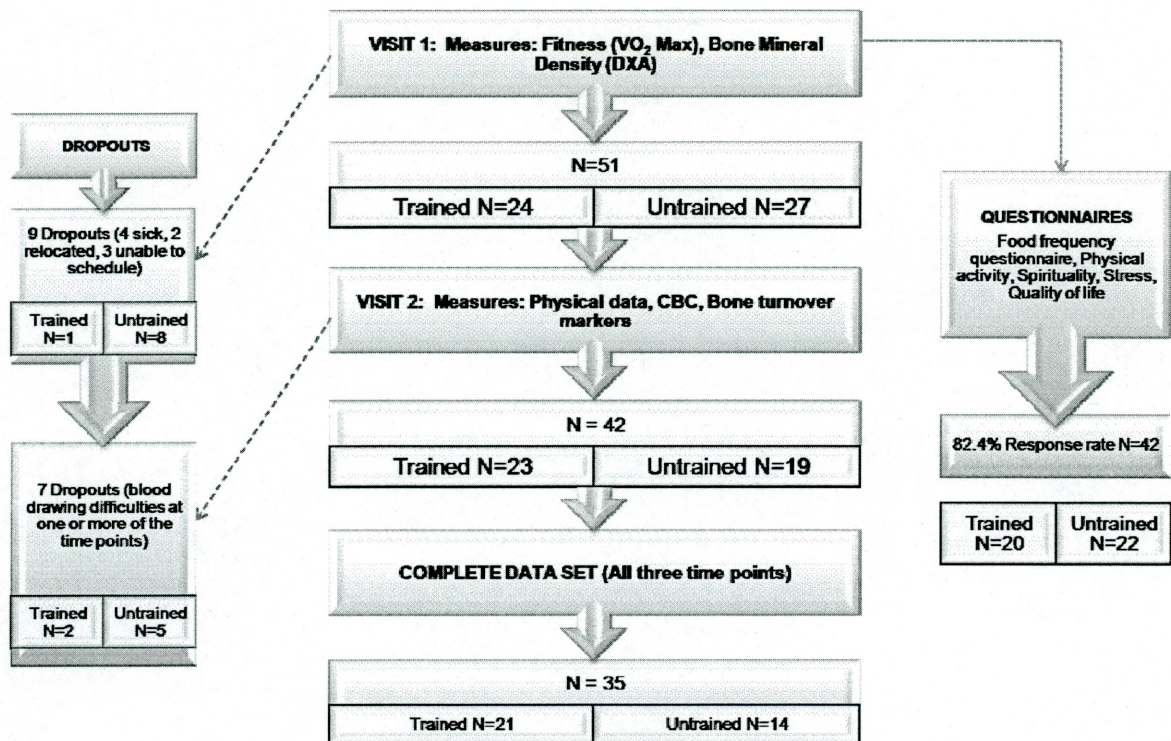 VISIT 1: Measures: Fitness (VO₂ Max), Bone Mineral
Density (DXA)
N=51
Trained N=24
Untrained N=27
VISIT 2: Measures: Physical data, CBC, Bone turnover
markers
N = 42
Trained N=23
Untrained N=19
COMPLETE DATA SET (All three time points)
N = 35
Trained N=21
Untrained N=14
DROPOUTS
9 Dropouts (4 sick, 2
relocated, 3 unable to
schedule)
Trained
N=1
Untrained
N=8
7 Dropouts (blood
drawing difficulties at
one or more of the
time points)
Trained
N=2
Untrained
N=5
QUESTIONNAIRES
Food frequency
questionnaire, Physical
activity, Spirituality, Stress,
Quality of life
82.4% Response rate N=42
Trained
N=20
Untrained
N=22